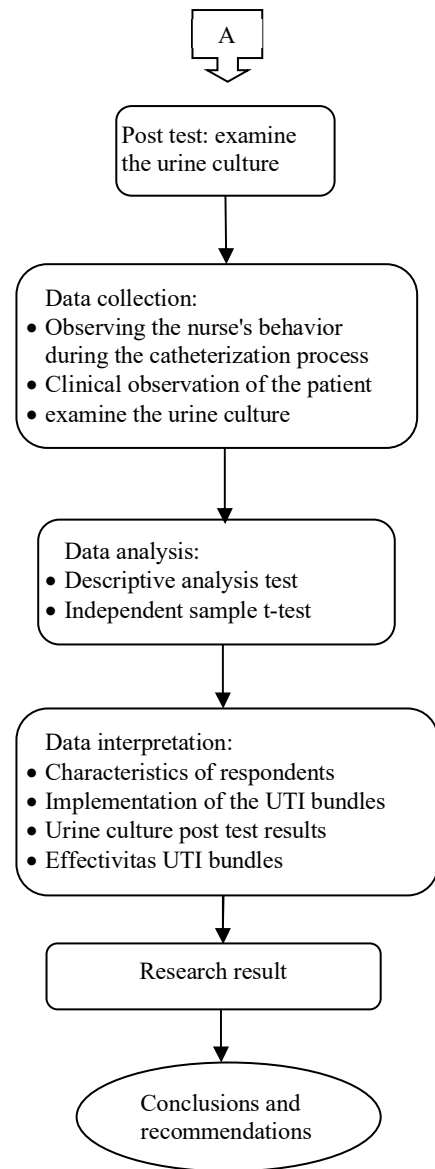 A
Post test: examine
the urine culture
Data collection:
• Observing the nurse's behavior
during the catheterization process
• Clinical observation of the patient
• examine the urine culture
Data analysis:
• Descriptive analysis test
• Independent sample t-test
Data interpretation:
• Characteristics of respondents
• Implementation of the UTI bundles
• Urine culture post test results
• Effectivitas UTI bundles
Research result
Conclusions and
recommendations